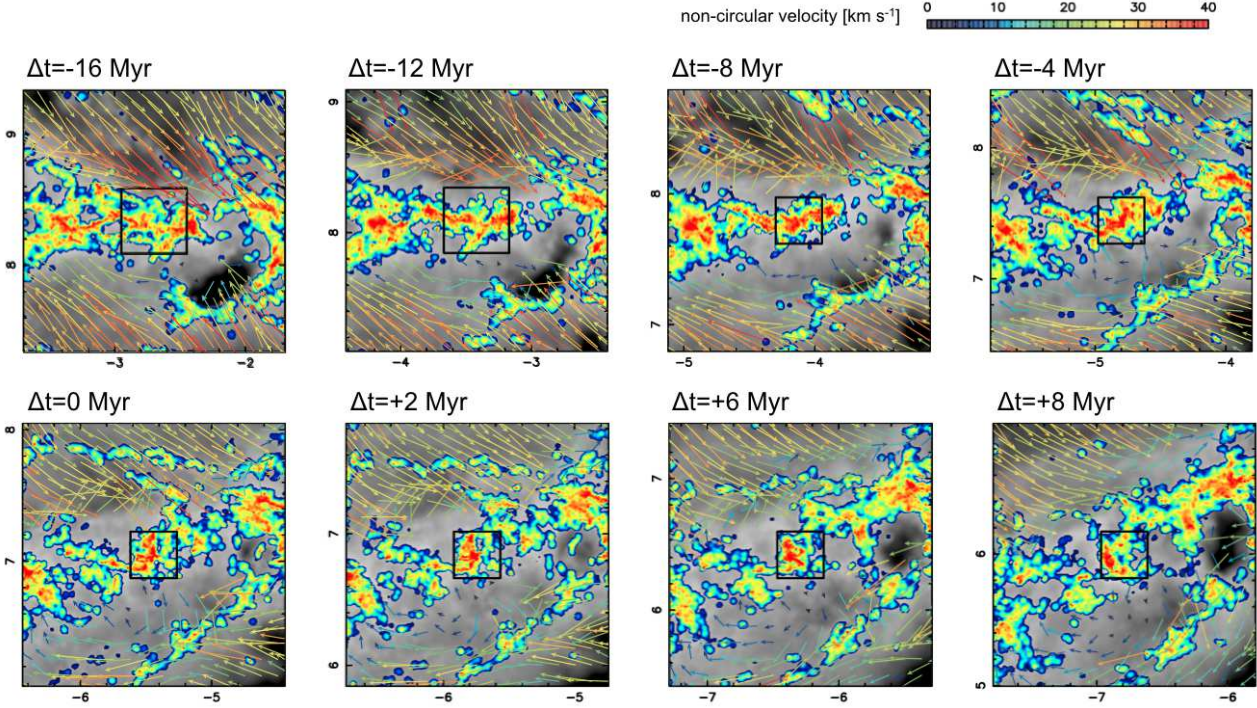 non-circular velocity [km s⁻¹]
0 10 20 30 40
Δt=-16 Myr
Δt=-12 Myr
Δt=-8 Myr
Δt=-4 Myr
9
8
−3 −2
9
8
−4 −3
8
7
−5 −4
8
7
−5 −4
Δt=0 Myr
Δt=+2 Myr
Δt=+6 Myr
Δt=+8 Myr
8
7
−6 −5
7
6
−6 −5
7
6
−7 −6
6
5
−7 −6